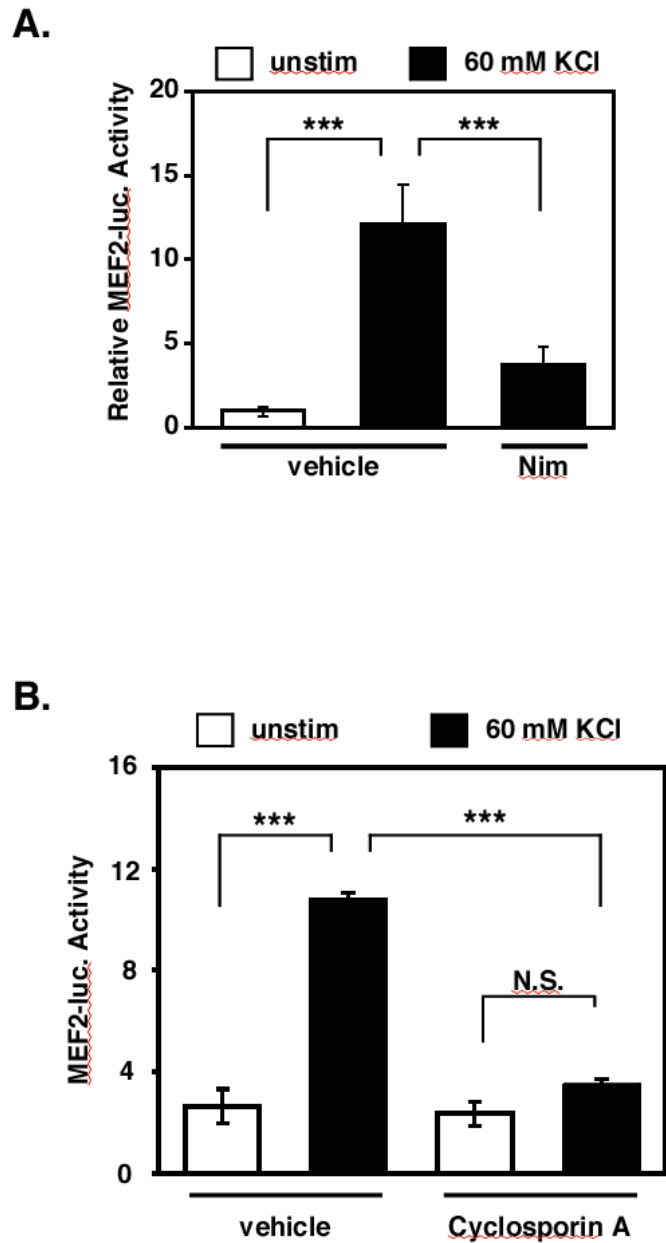 A.
unstim 60 mM KCl
Relative MEF2-luc. Activity
20
15
10
5
0
*** ***
vehicle Nim
B.
unstim 60 mM KCl
MEF2-luc. Activity
16
12
8
4
0
*** ***
N.S.
vehicle Cyclosporin A